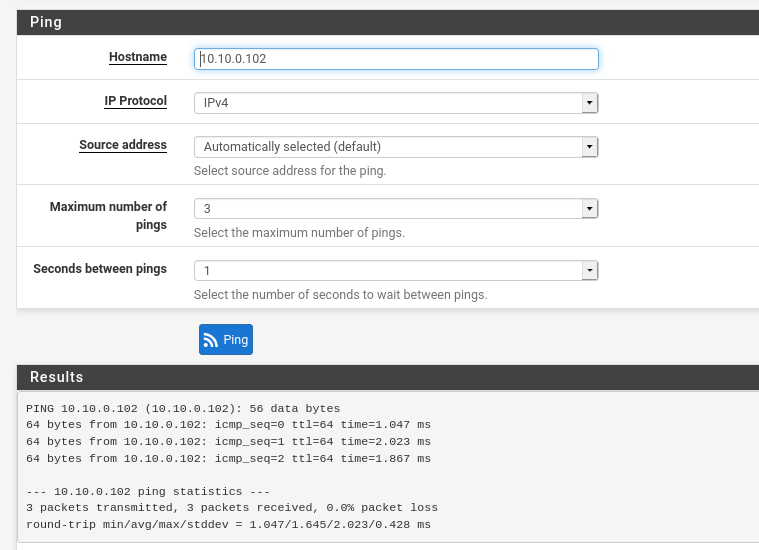 Ping
Hostname
10.10.0.102
IP Protocol
IPv4
Source address
Automatically selected (default)
Select source address for the ping.
Maximum number of
pings
3
Select the maximum number of pings.
Seconds between pings
1
Select the number of seconds to wait between pings.
Ping
Results
PING 10.10.0.102 (10.10.0.102): 56 data bytes
64 bytes from 10.10.0.102: icmp_seq=0 ttl=64 time=1.047 ms
64 bytes from 10.10.0.102: icmp_seq=1 ttl=64 time=2.023 ms
64 bytes from 10.10.0.102: icmp_seq=2 ttl=64 time=1.867 ms
--- 10.10.0.102 ping statistics ---
3 packets transmitted, 3 packets received, 0.0% packet loss
round-trip min/avg/max/stddev = 1.047/1.645/2.023/0.428 ms